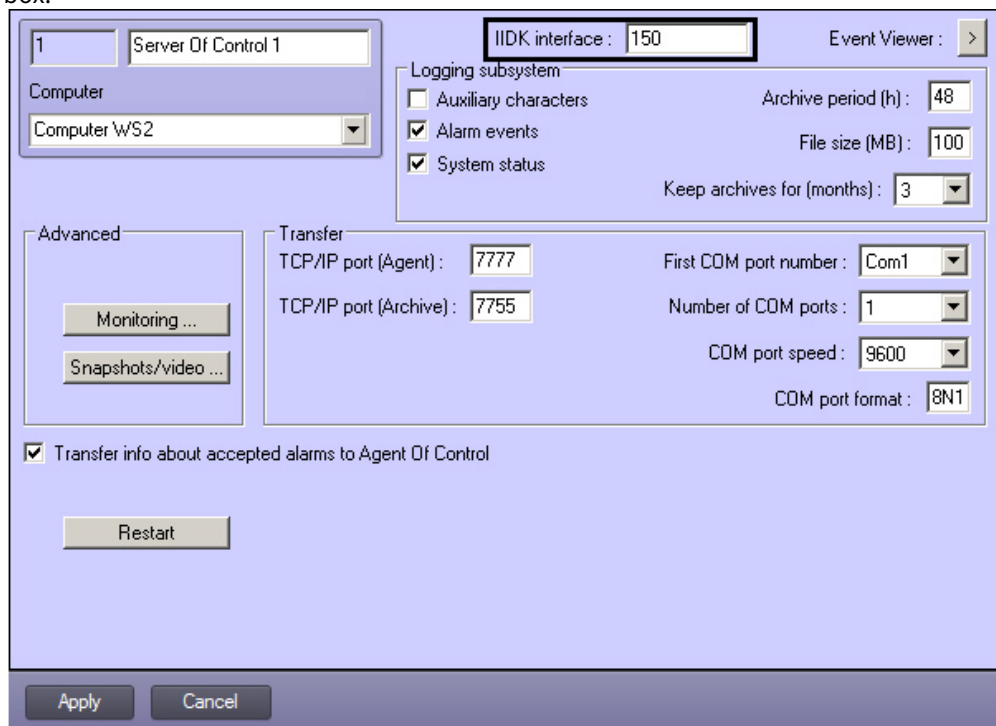 box.
1 Server Of Control 1
IIDK interface : 150
Event Viewer : >
Computer
Computer WS2
Logging subsystem
Auxiliary characters
Archive period (h) : 48
Alarm events
File size (MB) : 100
System status
Keep archives for (months) : 3
Advanced
Monitoring ...
Snapshots/video ...
Transfer
TCP/IP port (Agent) : 7777
First COM port number : Com1
TCP/IP port (Archive) : 7755
Number of COM ports : 1
COM port speed : 9600
COM port format : 8N1
Transfer info about accepted alarms to Agent Of Control
Restart
Apply Cancel